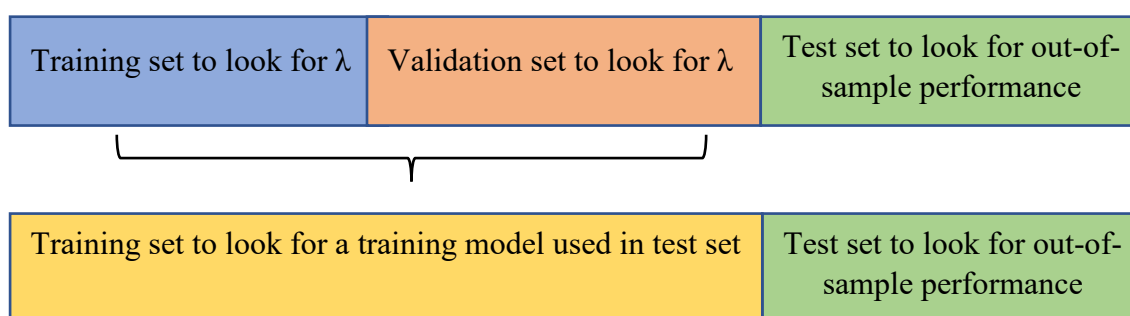 Training set to look for λ
Validation set to look for λ
Test set to look for out-of-
sample performance
Training set to look for a training model used in test set
Test set to look for out-of-
sample performance